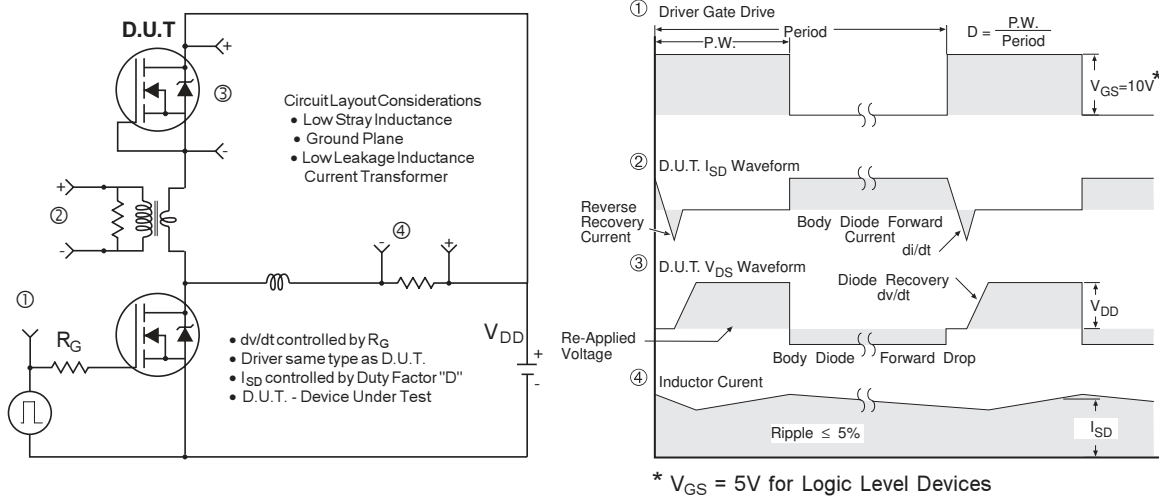 D.U.T
+
③
-
Circuit Layout Considerations
• Low Stray Inductance
• Ground Plane
• Low Leakage Inductance
Current Transformer
+
②
-
④
-
+
①
R_G
• dv/dt controlled by R_G
• Driver same type as D.U.T.
• I_SD controlled by Duty Factor "D"
• D.U.T. - Device Under Test
V_DD
+
-
① Driver Gate Drive
Period
P.W.
D = P.W. / Period
V_GS=10V*
② D.U.T. I_SD Waveform
Reverse
Recovery
Current
Body Diode Forward
Current
di/dt
③ D.U.T. V_DS Waveform
Diode Recovery
dv/dt
V_DD
Re-Applied
Voltage
Body Diode Forward Drop
④ Inductor Curent
Ripple ≤ 5%
I_SD
* V_GS = 5V for Logic Level Devices